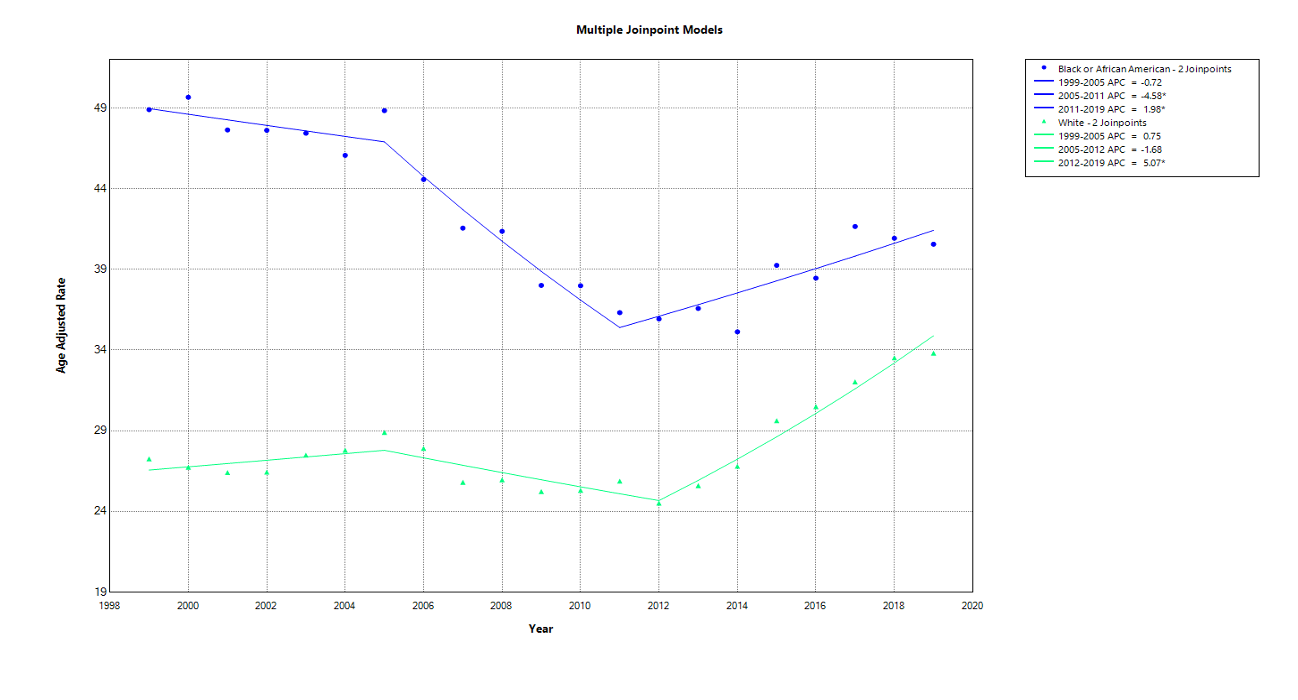 Multiple Joinpoint Models
Black or African American - 2 Joinpoints
1999-2005 APC = -0.72
2005-2011 APC = -4.58*
2011-2019 APC = 1.98*
White - 2 Joinpoints
1999-2005 APC = 0.75
2005-2012 APC = -1.68
2012-2019 APC = 5.07*
Age Adjusted Rate
49
44
39
34
29
24
19
1998 2000 2002 2004 2006 2008 2010 2012 2014 2016 2018 2020
Year